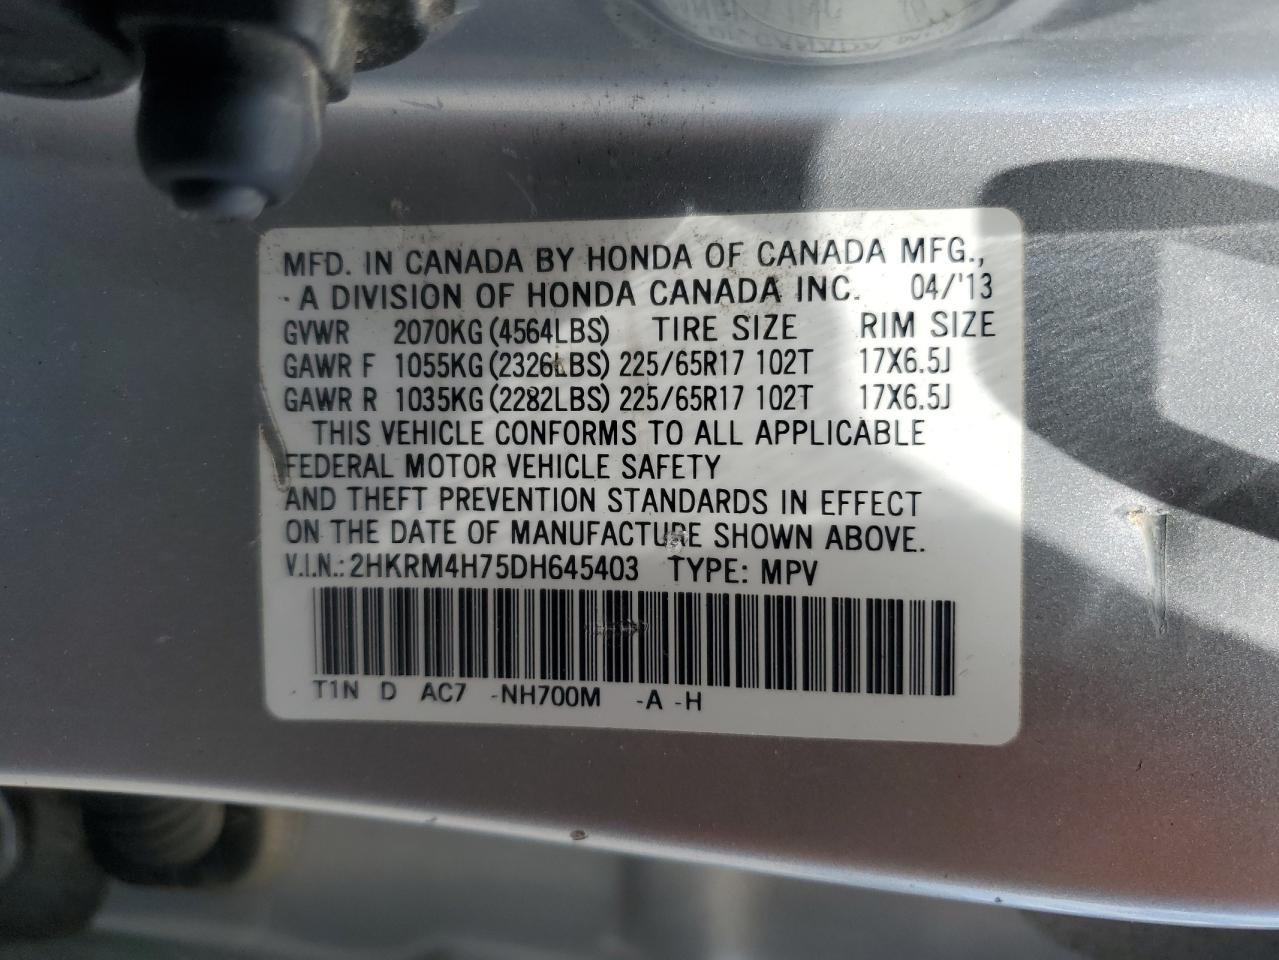 MFD. IN CANADA BY HONDA OF CANADA MFG.,
A DIVISION OF HONDA CANADA INC. 04/'13
GVWR 2070KG (4564LBS) TIRE SIZE RIM SIZE
GAWR F 1055KG (2326LBS) 225/65R17 102T 17X6.5J
GAWR R 1035KG (2282LBS) 225/65R17 102T 17X6.5J
THIS VEHICLE CONFORMS TO ALL APPLICABLE
FEDERAL MOTOR VEHICLE SAFETY
AND THEFT PREVENTION STANDARDS IN EFFECT
ON THE DATE OF MANUFACTURE SHOWN ABOVE.
V.I.N.: 2HKRM4H75DH645403 TYPE: MPV
T1N D AC7 -NH700M -A -H